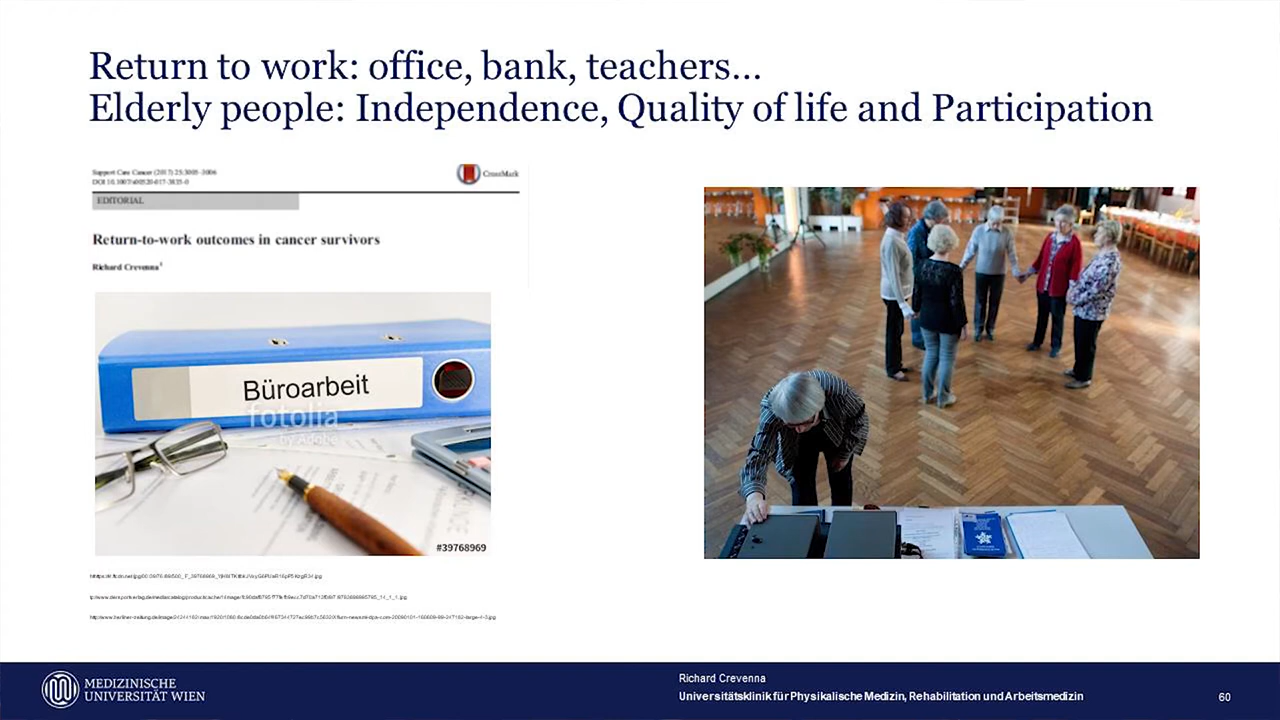 Return to work: office, bank, teachers...
Elderly people: Independence, Quality of life and Participation
Support Care Cancer (2017) 25:3005–3006
DOI 10.1007/s00520-017-3835-0
CrossMark
EDITORIAL
Return-to-work outcomes in cancer survivors
Richard Crevenna¹
Büroarbeit
fotolia
by Adobe
#39768969
MEDIZINISCHE
UNIVERSITÄT WIEN
Richard Crevenna
Universitätsklinik für Physikalische Medizin, Rehabilitation und Arbeitsmedizin
60